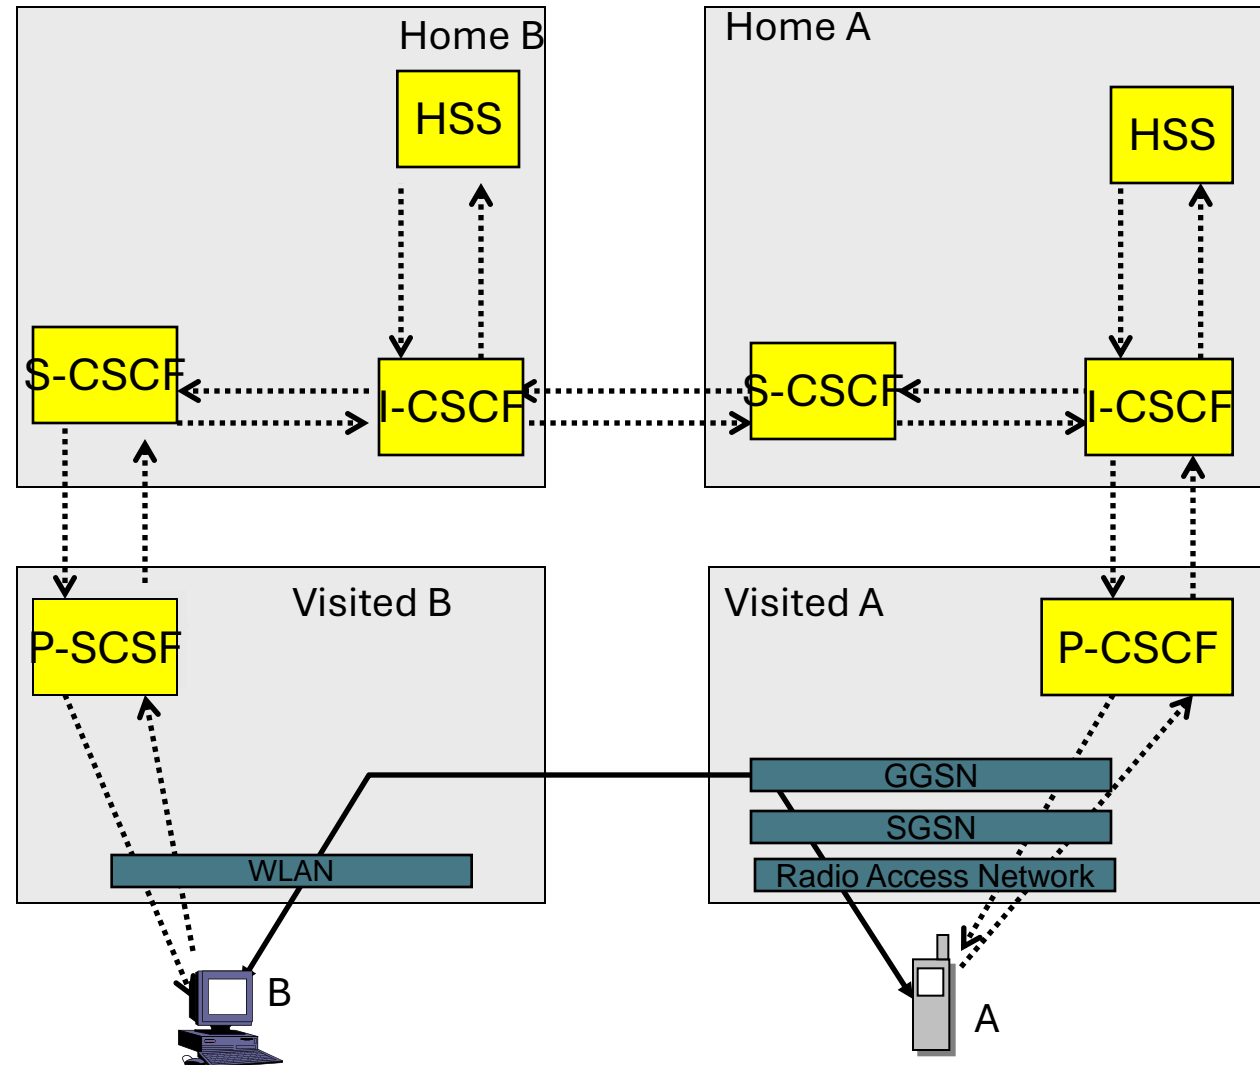 Home B
Home A
HSS
HSS
S-CSCF
I-CSCF
S-CSCF
I-CSCF
Visited B
Visited A
P-SCSF
P-CSCF
GGSN
SGSN
WLAN
Radio Access Network
B
A